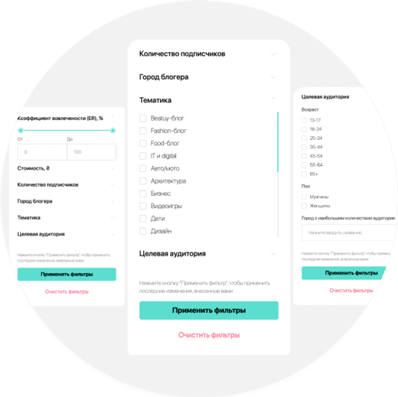 Коэффициент вовлеченности (ER), %
От
До
0
100
Стоимость, ₽
Количество подписчиков
Город блогера
Тематика
Целевая аудитория
Нажмите кнопку "Применить фильтр", чтобы применить
последние изменения, внесенные вами
Применить фильтры
Очистить фильтры
Количество подписчиков
Город блогера
Тематика
Beatuy-блог
Fashion-блог
Food-блог
IT и digital
Авто/мото
Архитектура
Бизнес
Видеоигры
Дети
Дизайн
Целевая аудитория
Нажмите кнопку "Применить фильтр", чтобы применить
последние изменения, внесенные вами
Применить фильтры
Очистить фильтры
Целевая аудитория
Возраст
13-17
18-24
25-34
35-44
45-54
55-64
65+
Пол
Мужчины
Женщины
Город с наибольшим количеством аудитории
Начните вводить название
Нажмите кнопку "Применить фильтр", чтобы
последние изменения, внесенные вами
Применить фильтры
Очистить фильтры